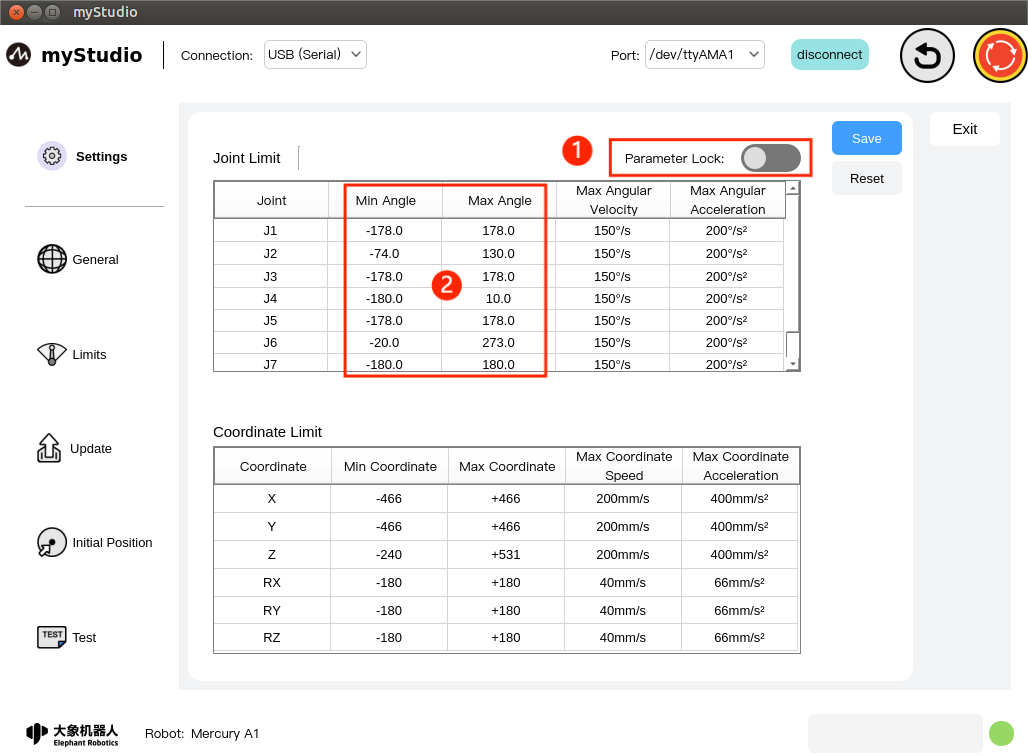 myStudio
myStudio Connection: USB (Serial) Port: /dev/ttyAMA1 disconnect
Settings
General
Limits
Update
Initial Position
TEST Test
Joint Limit 1 Parameter Lock: Save
Reset
Exit
Joint Min Angle Max Angle Max Angular Velocity Max Angular Acceleration
J1 -178.0 178.0 150°/s 200°/s²
J2 -74.0 130.0 150°/s 200°/s²
J3 -178.0 178.0 150°/s 200°/s²
2
J4 -180.0 10.0 150°/s 200°/s²
J5 -178.0 178.0 150°/s 200°/s²
J6 -20.0 273.0 150°/s 200°/s²
J7 -180.0 180.0 150°/s 200°/s²
Coordinate Limit
Coordinate Min Coordinate Max Coordinate Max Coordinate Speed Max Coordinate Acceleration
X -466 +466 200mm/s 400mm/s²
Y -466 +466 200mm/s 400mm/s²
Z -240 +531 200mm/s 400mm/s²
RX -180 +180 40mm/s 66mm/s²
RY -180 +180 40mm/s 66mm/s²
RZ -180 +180 40mm/s 66mm/s²
大象机器人
Elephant Robotics
Robot: Mercury A1